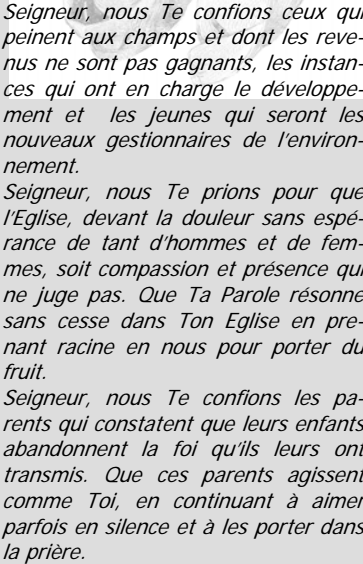 Seigneur, nous Te confions ceux qui
peinent aux champs et dont les reve-
nus ne sont pas gagnants, les instan-
ces qui ont en charge le développe-
ment et les jeunes qui seront les
nouveaux gestionnaires de l'environ-
nement.
Seigneur, nous Te prions pour que
l'Eglise, devant la douleur sans espé-
rance de tant d'hommes et de fem-
mes, soit compassion et présence qui
ne juge pas. Que Ta Parole résonne
sans cesse dans Ton Eglise en pre-
nant racine en nous pour porter du
fruit.
Seigneur, nous Te confions les pa-
rents qui constatent que leurs enfants
abandonnent la foi qu'ils leurs ont
transmis. Que ces parents agissent
comme Toi, en continuant à aimer
parfois en silence et à les porter dans
la prière.